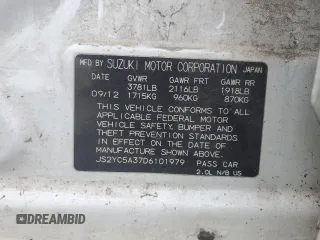 MFD BY SUZUKI MOTOR CORPORATION JAPAN
DATE GVWR GAWR FRT GAWR RR
3781LB 2116LB 1918LB
09/12 1715KG 960KG 870KG
THIS VEHICLE CONFORMS TO ALL
APPLICABLE FEDERAL MOTOR
VEHICLE SAFETY, BUMPER AND
THEFT PREVENTION STANDARDS
IN EFFECT ON THE DATE OF
MANUFACTURE SHOWN ABOVE.
JS2YC5A37D6101979 PASS CAR
2.0L N/B US
DREAMBID.COM